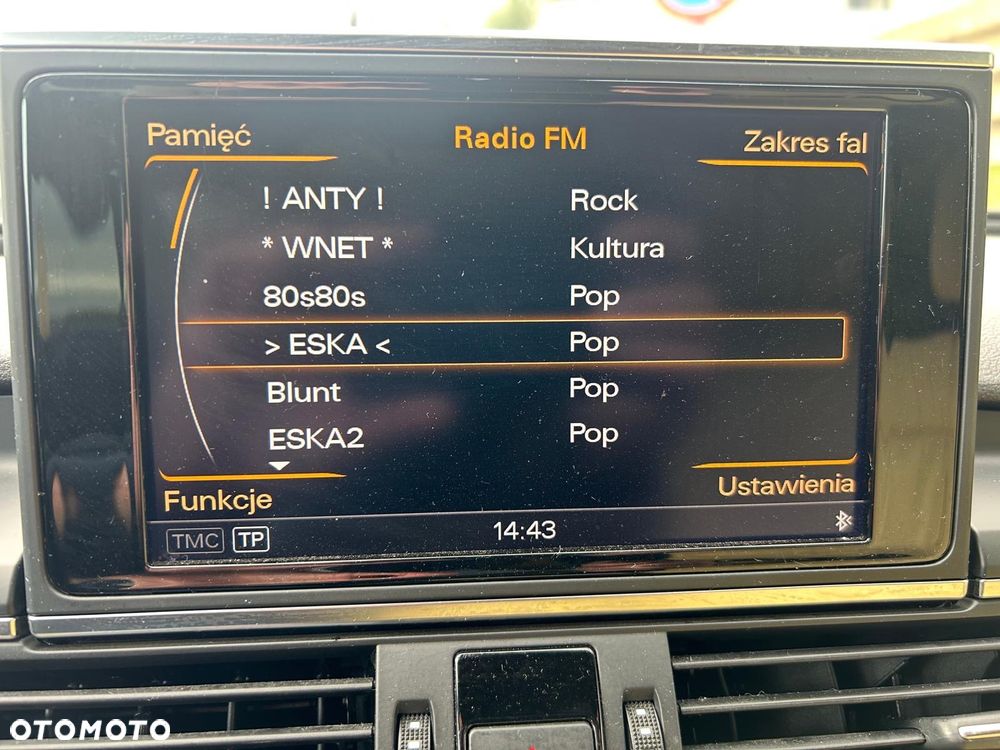 Pamięć Radio FM Zakres fal
! ANTY ! Rock
* WNET * Kultura
80s80s Pop
> ESKA < Pop
Blunt Pop
ESKA2 Pop
Funkcje Ustawienia
TMC TP 14:43
OTOMOTO